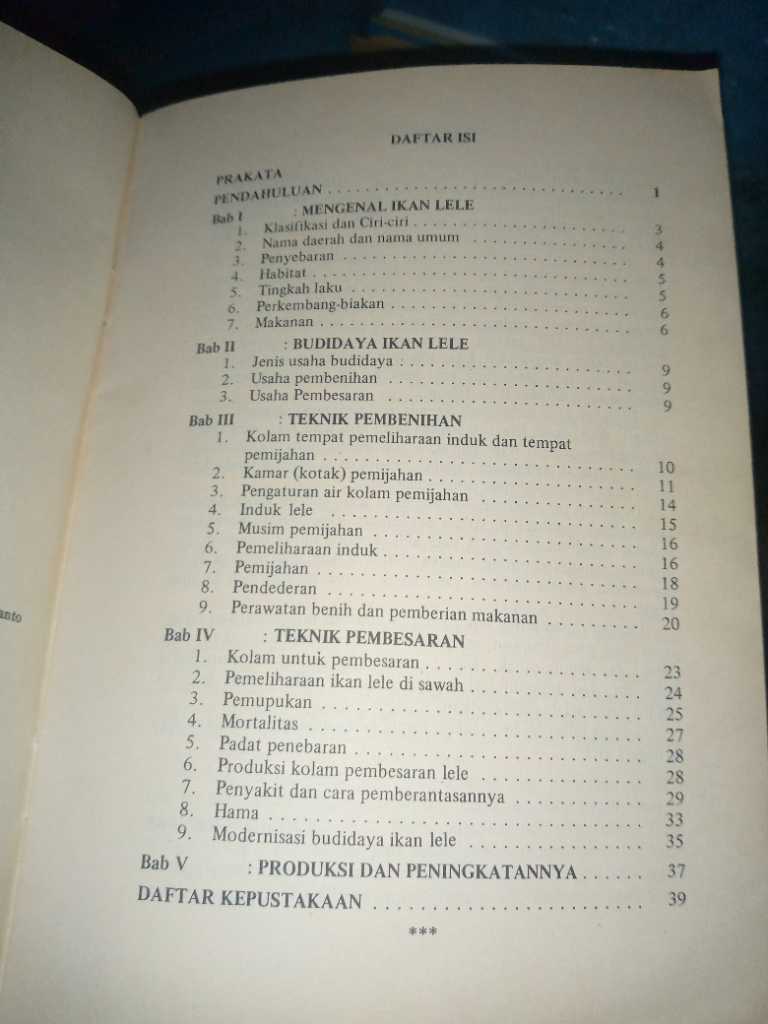 DAFTAR ISI
PRAKATA
PENDAHULUAN . . . . . . . . . . . . . . . . . . . . . . . . . . . . 1
Bab I : MENGENAL IKAN LELE
1. Klasifikasi dan Ciri-ciri . . . . . . . . . . . . . . . . . . 3
2. Nama daerah dan nama umum . . . . . . . . . . . . . 4
3. Penyebaran . . . . . . . . . . . . . . . . . . . . . . . . . 4
4. Habitat . . . . . . . . . . . . . . . . . . . . . . . . . . . 5
5. Tingkah laku . . . . . . . . . . . . . . . . . . . . . . . . 5
6. Perkembang-biakan . . . . . . . . . . . . . . . . . . . . 6
7. Makanan . . . . . . . . . . . . . . . . . . . . . . . . . . 6
Bab II : BUDIDAYA IKAN LELE
1. Jenis usaha budidaya . . . . . . . . . . . . . . . . . . . 9
2. Usaha pembenihan . . . . . . . . . . . . . . . . . . . . 9
3. Usaha Pembesaran . . . . . . . . . . . . . . . . . . . . 9
Bab III : TEKNIK PEMBENIHAN
1. Kolam tempat pemeliharaan induk dan tempat
pemijahan . . . . . . . . . . . . . . . . . . . . . . . . . 10
2. Kamar (kotak) pemijahan . . . . . . . . . . . . . . . . 11
3. Pengaturan air kolam pemijahan . . . . . . . . . . . . 14
4. Induk lele . . . . . . . . . . . . . . . . . . . . . . . . . 15
5. Musim pemijahan . . . . . . . . . . . . . . . . . . . . . 16
6. Pemeliharaan induk . . . . . . . . . . . . . . . . . . . . 16
7. Pemijahan . . . . . . . . . . . . . . . . . . . . . . . . . 18
8. Pendederan . . . . . . . . . . . . . . . . . . . . . . . . 19
9. Perawatan benih dan pemberian makanan . . . . . . . . 20
Bab IV : TEKNIK PEMBESARAN
1. Kolam untuk pembesaran . . . . . . . . . . . . . . . . . 23
2. Pemeliharaan ikan lele di sawah . . . . . . . . . . . . . 24
3. Pemupukan . . . . . . . . . . . . . . . . . . . . . . . . 25
4. Mortalitas . . . . . . . . . . . . . . . . . . . . . . . . . 27
5. Padat penebaran . . . . . . . . . . . . . . . . . . . . . 28
6. Produksi kolam pembesaran lele . . . . . . . . . . . . . 28
7. Penyakit dan cara pemberantasannya . . . . . . . . . . 29
8. Hama . . . . . . . . . . . . . . . . . . . . . . . . . . . 33
9. Modernisasi budidaya ikan lele . . . . . . . . . . . . . . 35
Bab V : PRODUKSI DAN PENINGKATANNYA . . . . . . 37
DAFTAR KEPUSTAKAAN . . . . . . . . . . . . . . . . . . . . . . . 39
***
anto